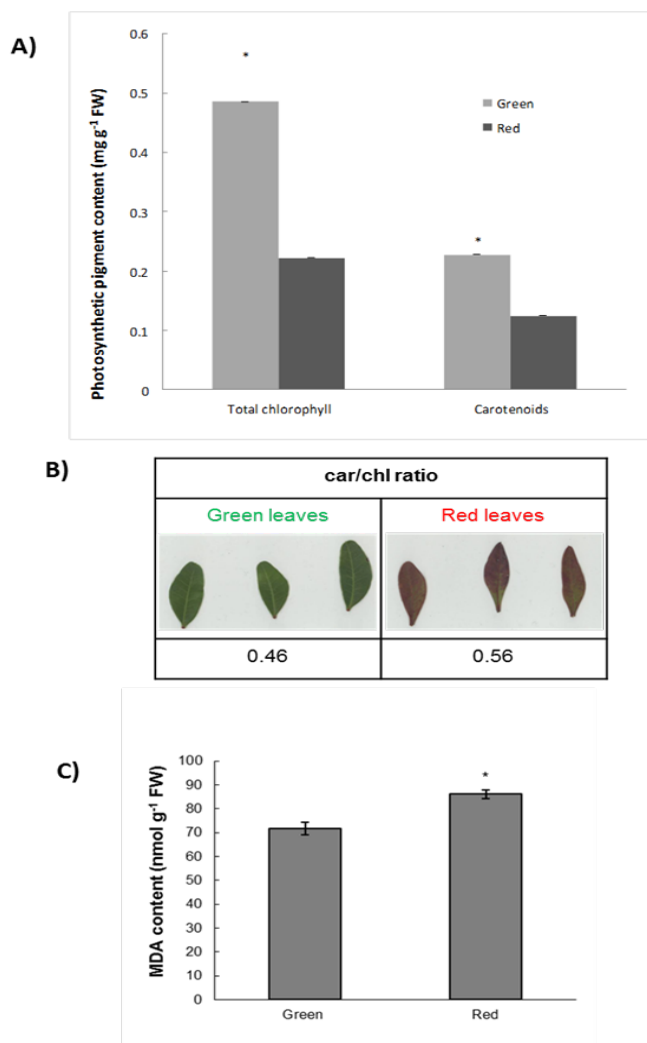 A)
Photosynthetic pigment content (mg g-1 FW)
0.6
0.5
0.4
0.3
0.2
0.1
0
*
*
Green
Red
Total chlorophyll
Carotenoids
B)
car/chl ratio
Green leaves
Red leaves
0.46
0.56
C)
MDA content (nmol g-1 FW)
100
90
80
70
60
50
40
30
20
10
0
*
Green
Red